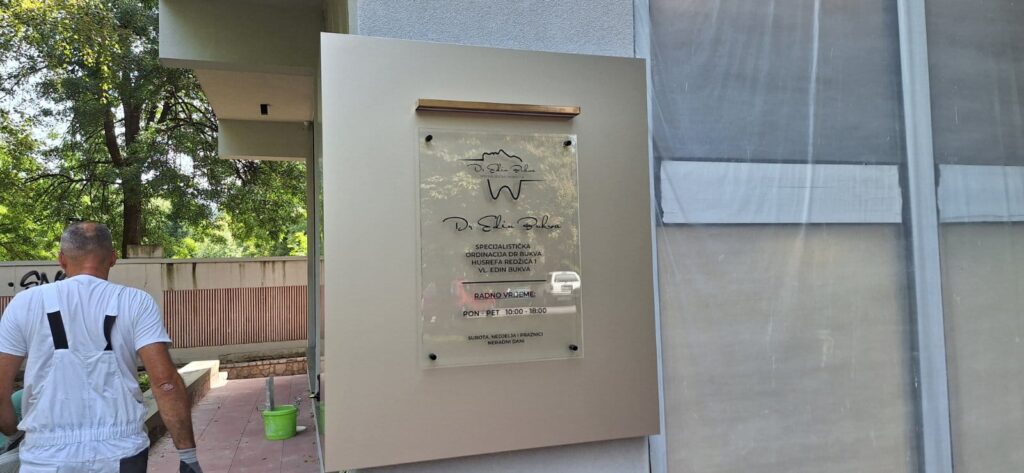 Dr Edin Bukva
Dr Edin Bukva
SPECIJALISTIČKA
ORDINACIJA DR BUKVA
HUSREFA REDŽIĆA 1
VL. EDIN BUKVA
RADNO VRIJEME:
PON - PET 10:00 - 18:00
SUBOTA, NEDJELJA I PRAZNICI
NERADNI DANI